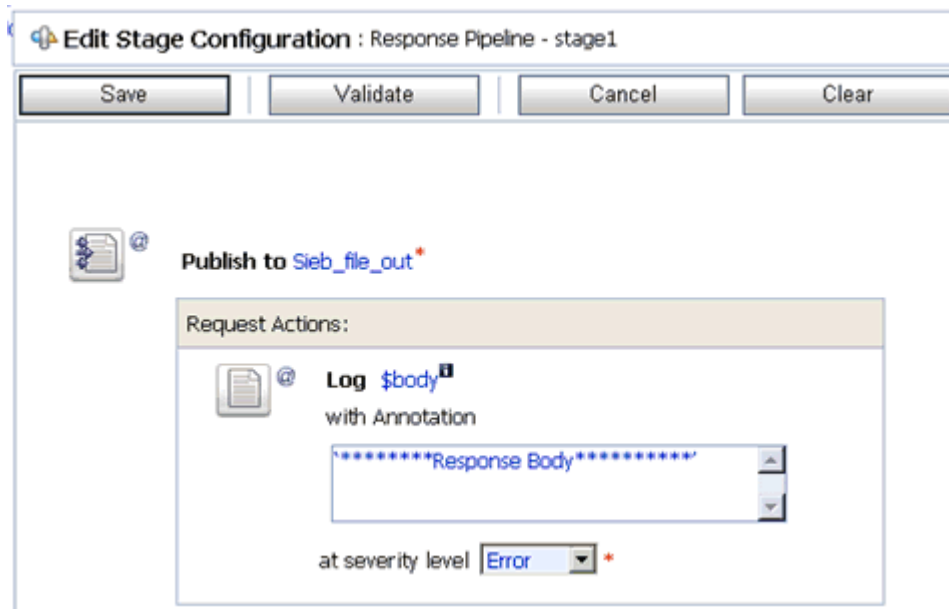 Edit Stage Configuration : Response Pipeline - stage1
Save Validate Cancel Clear
@
Publish to Sieb_file_out*
Request Actions:
@ Log $body
with Annotation
'********Response Body**********'
at severity level Error *